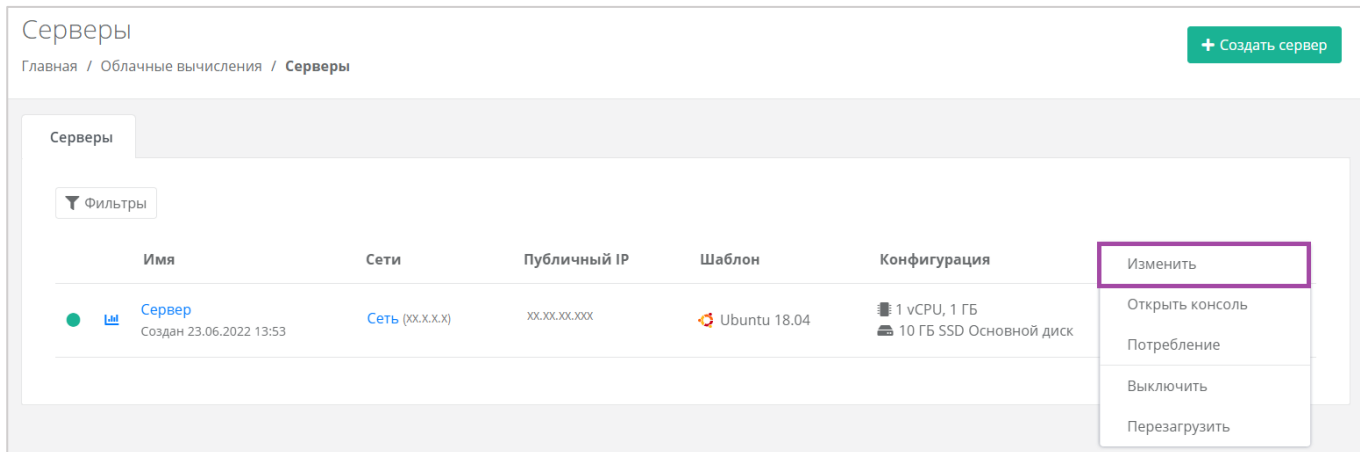 Серверы
+ Создать сервер
Главная / Облачные вычисления / Серверы
Серверы
Фильтры
Имя Сети Публичный IP Шаблон Конфигурация
Изменить
Сервер
Создан 23.06.2022 13:53
Сеть (xx.x.x.x)
xx.xx.xx.xxx
Ubuntu 18.04
1 vCPU, 1 ГБ
10 ГБ SSD Основной диск
Открыть консоль
Потребление
Выключить
Перезагрузить